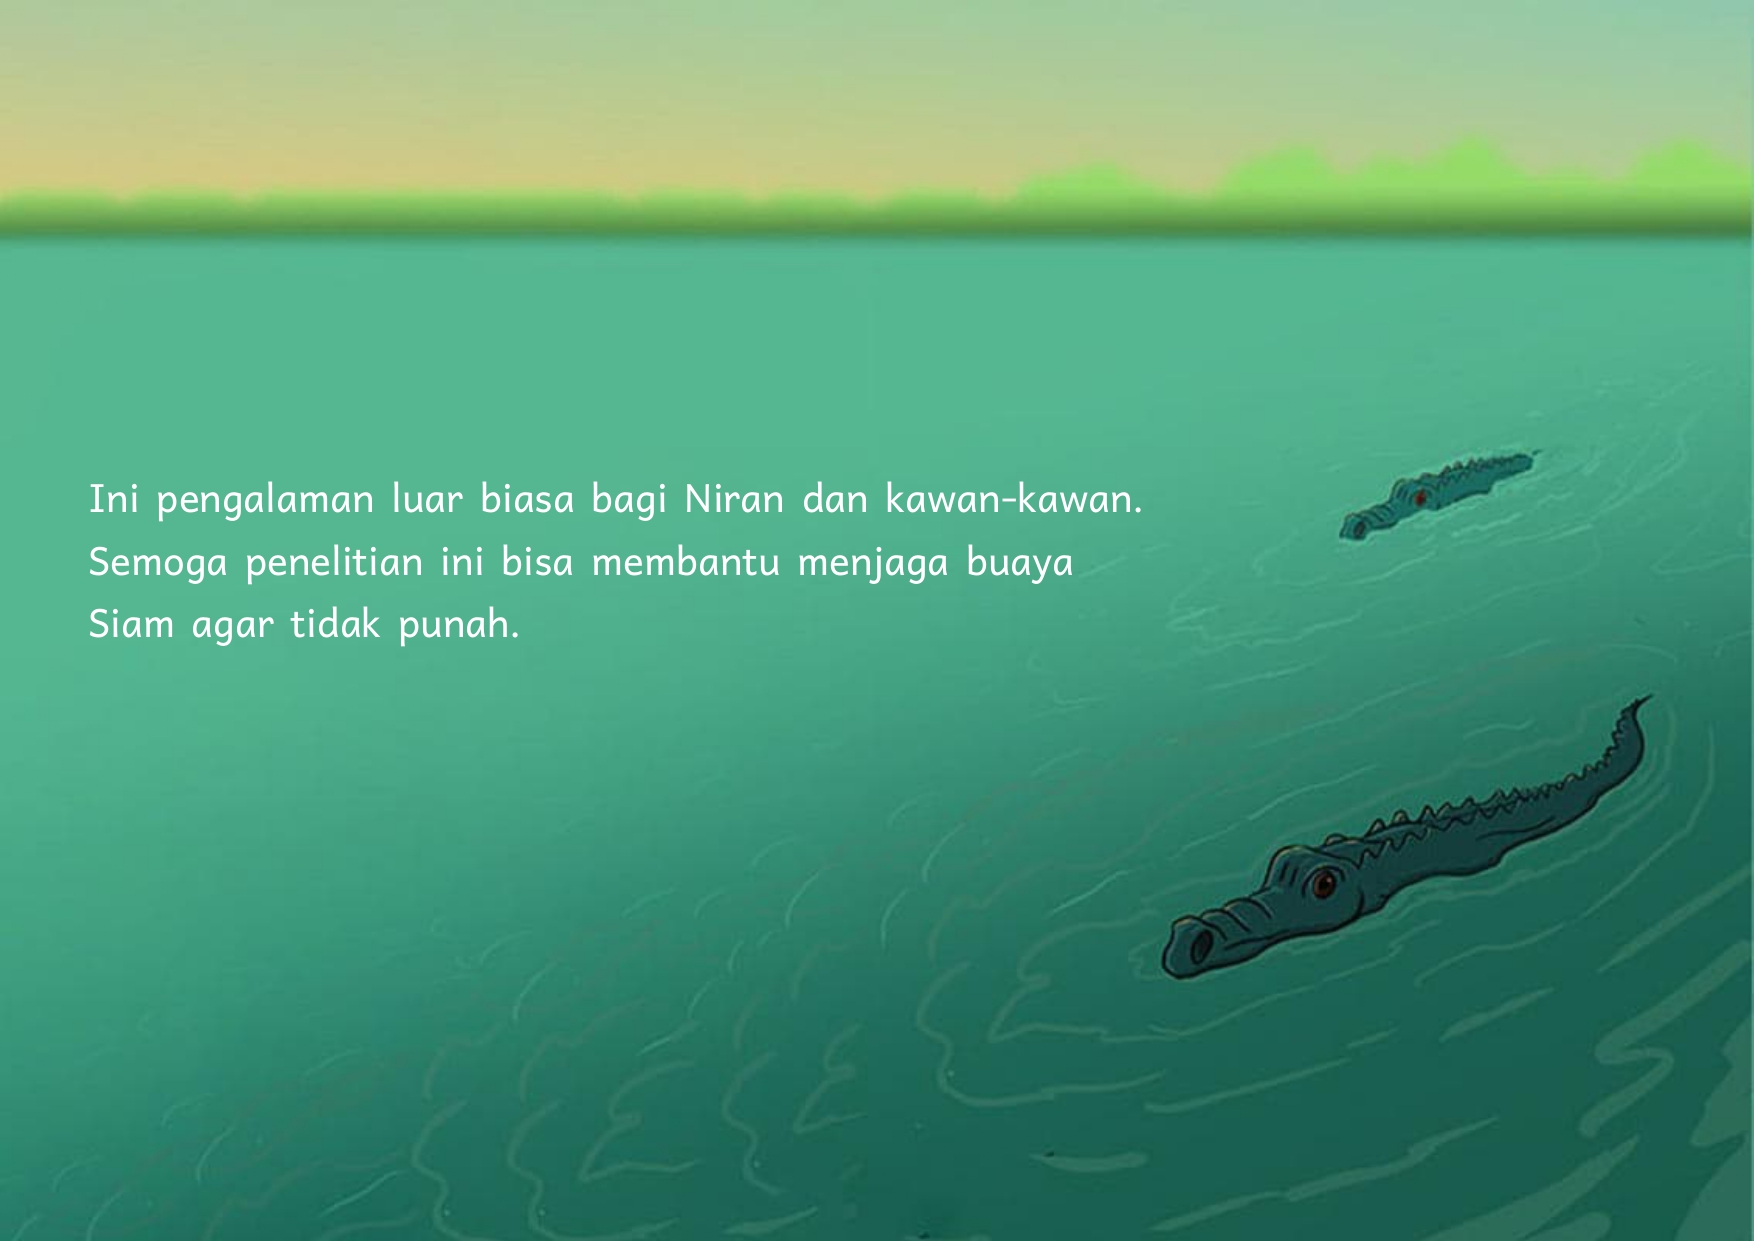 Ini pengalaman luar biasa bagi Niran dan kawan-kawan.
Semoga penelitian ini bisa membantu menjaga buaya
Siam agar tidak punah.